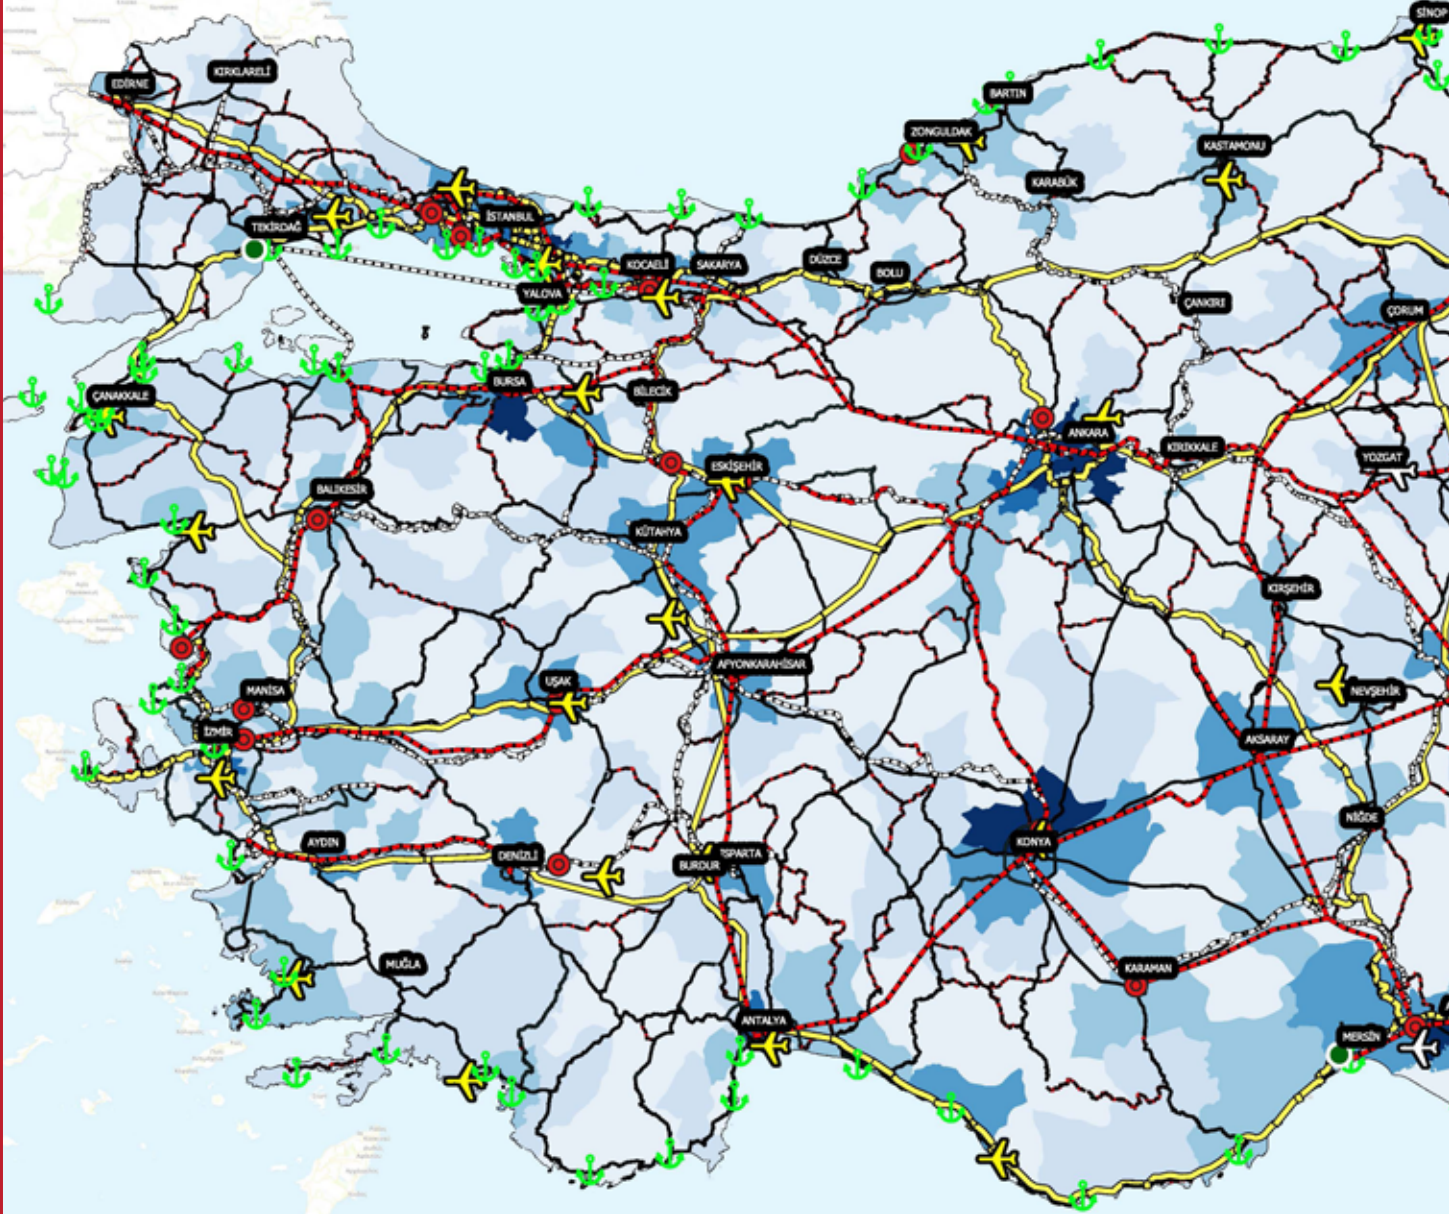 SİNOP
EDİRNE
KIRKLARELİ
BARTIN
ZONGULDAK
KASTAMONU
KARABÜK
TEKİRDAĞ
İSTANBUL
KOCAELİ
SAKARYA
DÜZCE
BOLU
YALOVA
ÇANKIRI
ÇORUM
ÇANAKKALE
BURSA
BİLECİK
ANKARA
KIRIKKALE
YOZGAT
ESKİŞEHİR
BALIKESİR
KÜTAHYA
KIRŞEHİR
AFYONKARAHİSAR
UŞAK
MANİSA
NEVŞEHİR
İZMİR
AKSARAY
NİĞDE
AYDIN
DENİZLİ
KONYA
ISPARTA
BURDUR
MUĞLA
KARAMAN
ANTALYA
MERSİN